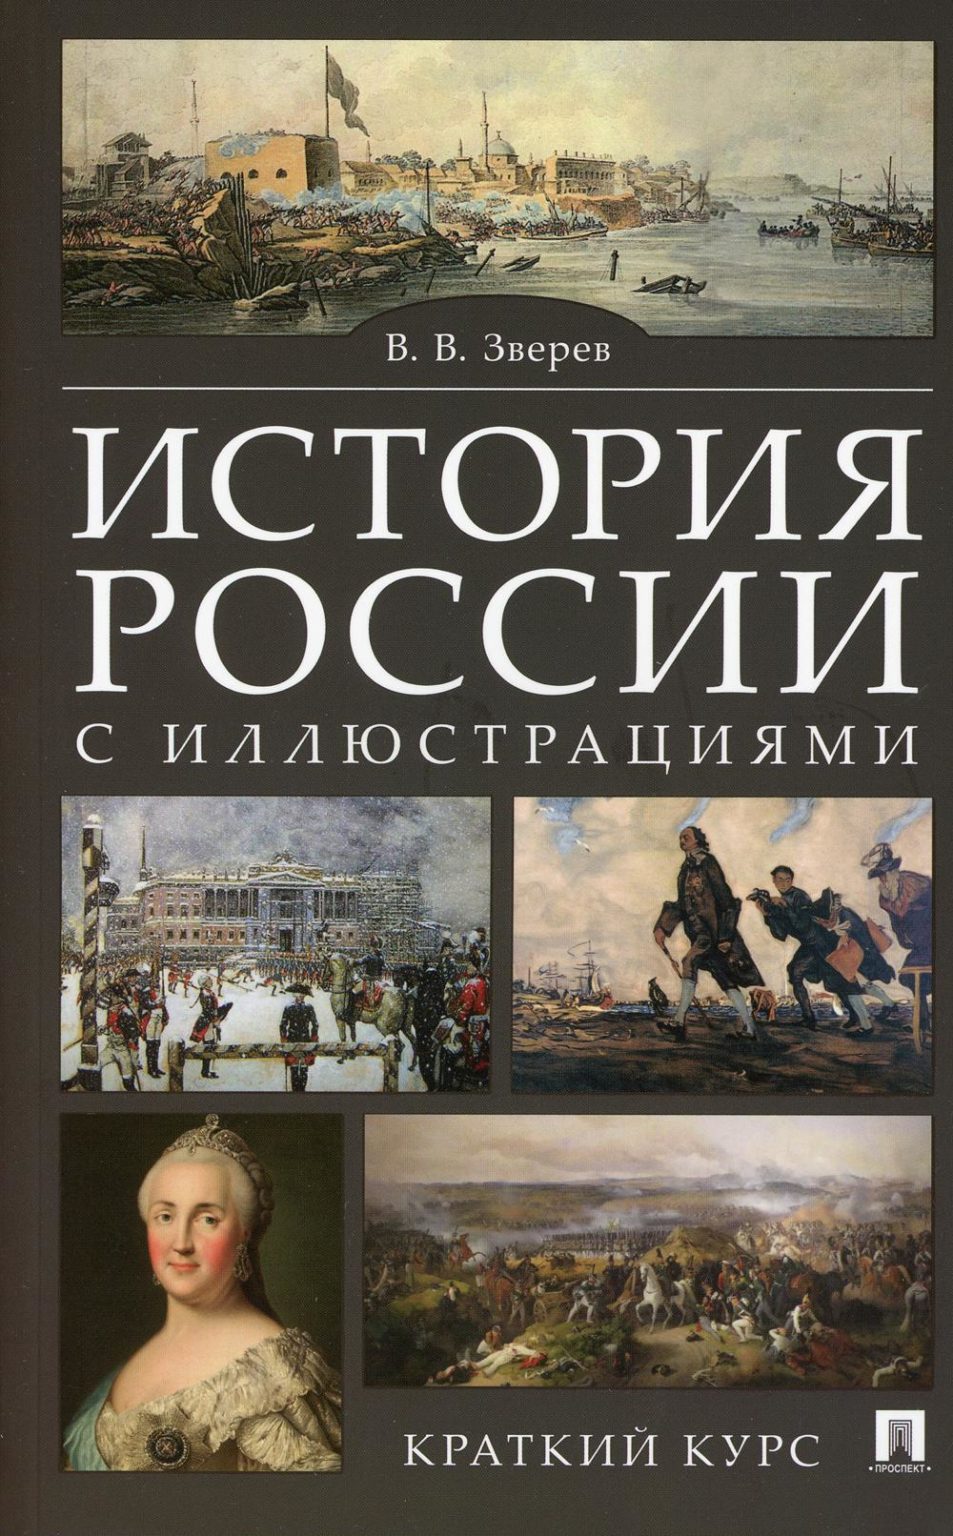 В. В. Зверев
ИСТОРИЯ
РОССИИ
С ИЛЛЮСТРАЦИЯМИ
КРАТКИЙ КУРС
• ПРОСПЕКТ •